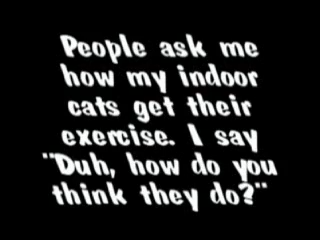 People ask me
how my indoor
cats get their
exercise. I say
"Duh, how do you
think they do?"